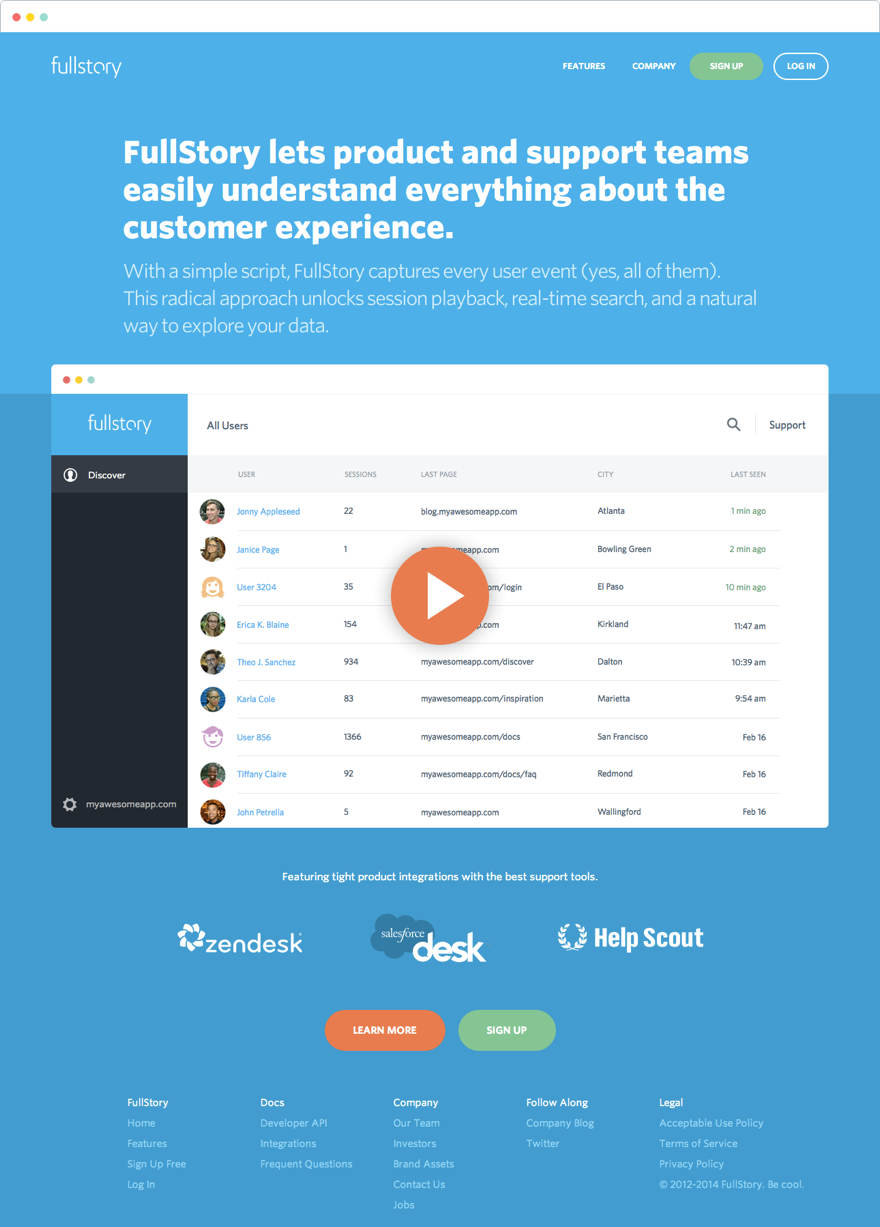 fullstory
FEATURES COMPANY SIGN UP LOG IN
FullStory lets product and support teams
easily understand everything about the
customer experience.
With a simple script, FullStory captures every user event (yes, all of them).
This radical approach unlocks session playback, real-time search, and a natural
way to explore your data.
fullstory
All Users
Support
Discover
USER SESSIONS LAST PAGE CITY LAST SEEN
Jonny Appleseed 22 blog.myawesomeapp.com Atlanta 1 min ago
Janice Page 1 Bowling Green 2 min ago
User 3204 35 om/login El Paso 10 min ago
Erica K. Blaine 154 Kirkland 11:47 am
Theo J. Sanchez 934 myawesomeapp.com/discover Dalton 10:39 am
Karla Cole 83 myawesomeapp.com/inspiration Marietta 9:54 am
User 856 1366 myawesomeapp.com/docs San Francisco Feb 16
Tiffany Claire 92 myawesomeapp.com/docs/faq Redmond Feb 16
John Petrella 5 myawesomeapp.com Wallingford Feb 16
myawesomeapp.com
Featuring tight product integrations with the best support tools.
zendesk
salesforce
desk
Help Scout
LEARN MORE SIGN UP
FullStory Docs Company Follow Along Legal
Home Developer API Our Team Company Blog Acceptable Use Policy
Features Integrations Investors Twitter Terms of Service
Sign Up Free Frequent Questions Brand Assets Privacy Policy
Log In Contact Us © 2012-2014 FullStory. Be cool.
Jobs